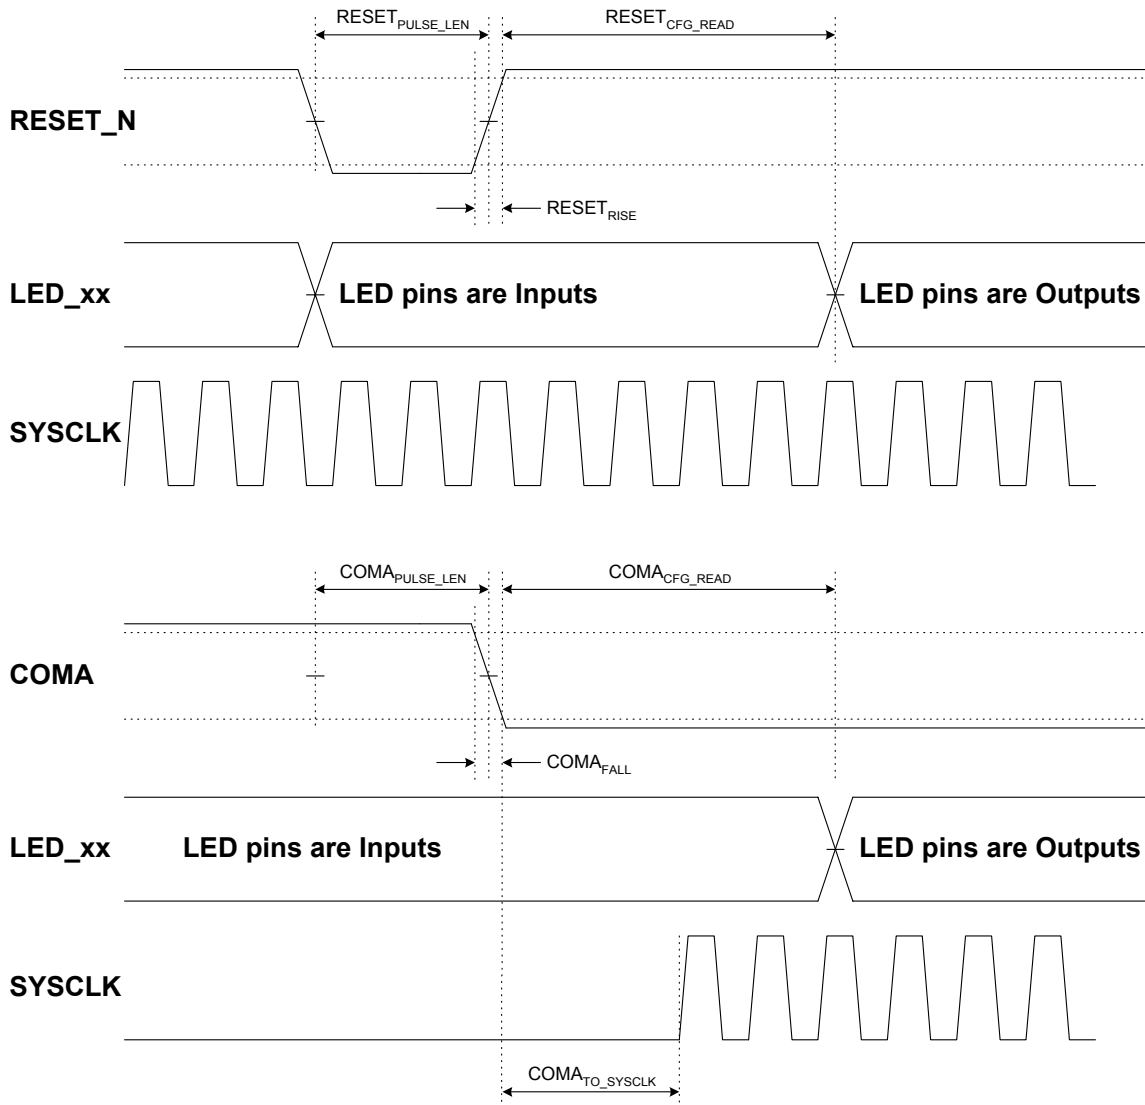 RESET_PULSE_LEN RESET_CFG_READ
RESET_N
RESET_RISE
LED_xx LED pins are Inputs LED pins are Outputs
SYSCLK
COMA_PULSE_LEN COMA_CFG_READ
COMA
COMA_FALL
LED_xx LED pins are Inputs LED pins are Outputs
SYSCLK
COMA_TO_SYSCLK